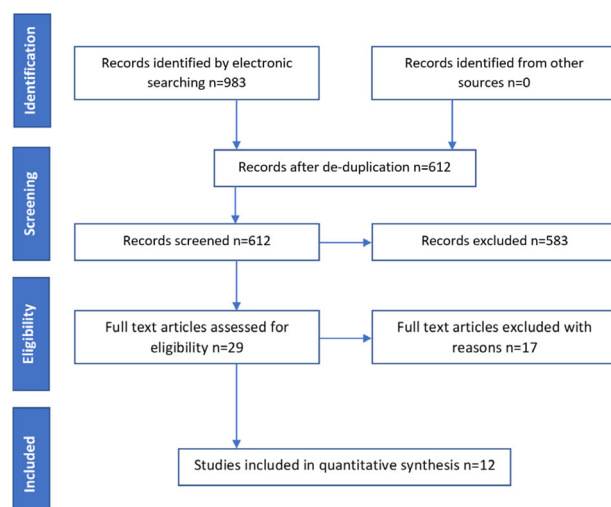 Identification
Records identified by electronic
searching n=983
Records identified from other
sources n=0
Records after de-duplication n=612
Screening
Records screened n=612
Records excluded n=583
Eligibility
Full text articles assessed for
eligibility n=29
Full text articles excluded with
reasons n=17
Included
Studies included in quantitative synthesis n=12